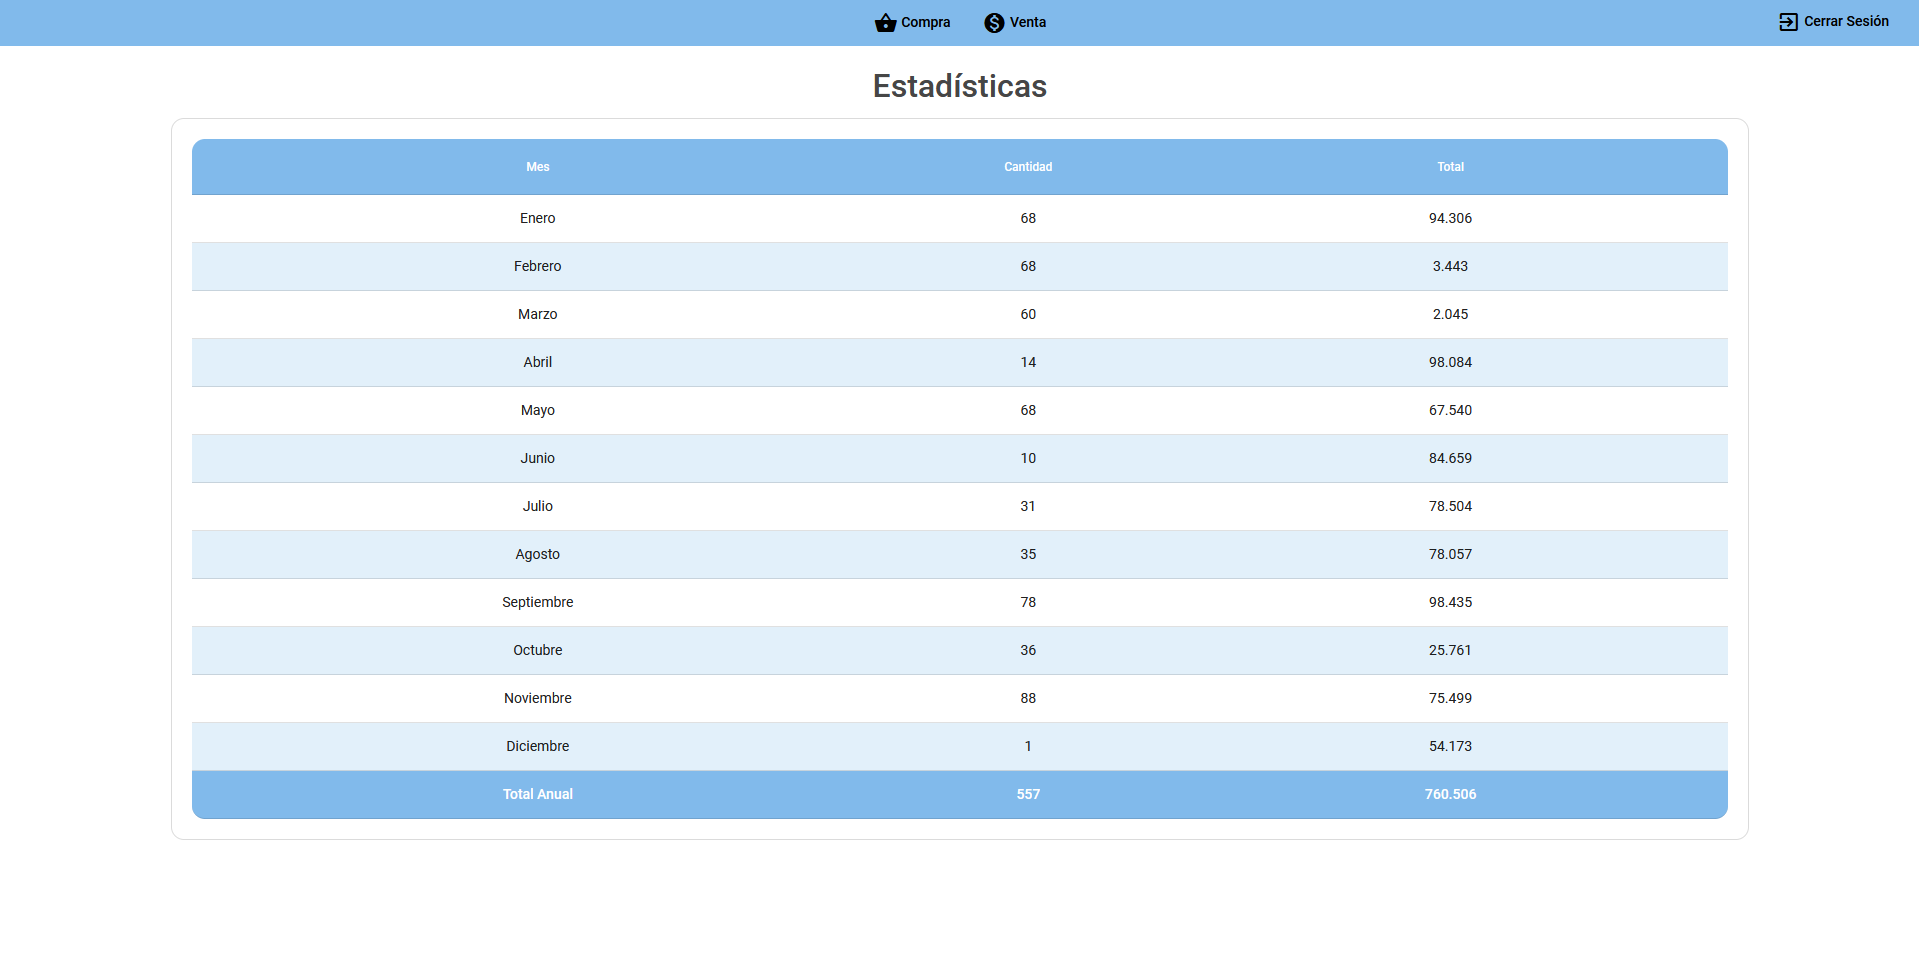 Compra Venta Cerrar Sesión
Estadísticas
Mes Cantidad Total
Enero 68 94.306
Febrero 68 3.443
Marzo 60 2.045
Abril 14 98.084
Mayo 68 67.540
Junio 10 84.659
Julio 31 78.504
Agosto 35 78.057
Septiembre 78 98.435
Octubre 36 25.761
Noviembre 88 75.499
Diciembre 1 54.173
Total Anual 557 760.506